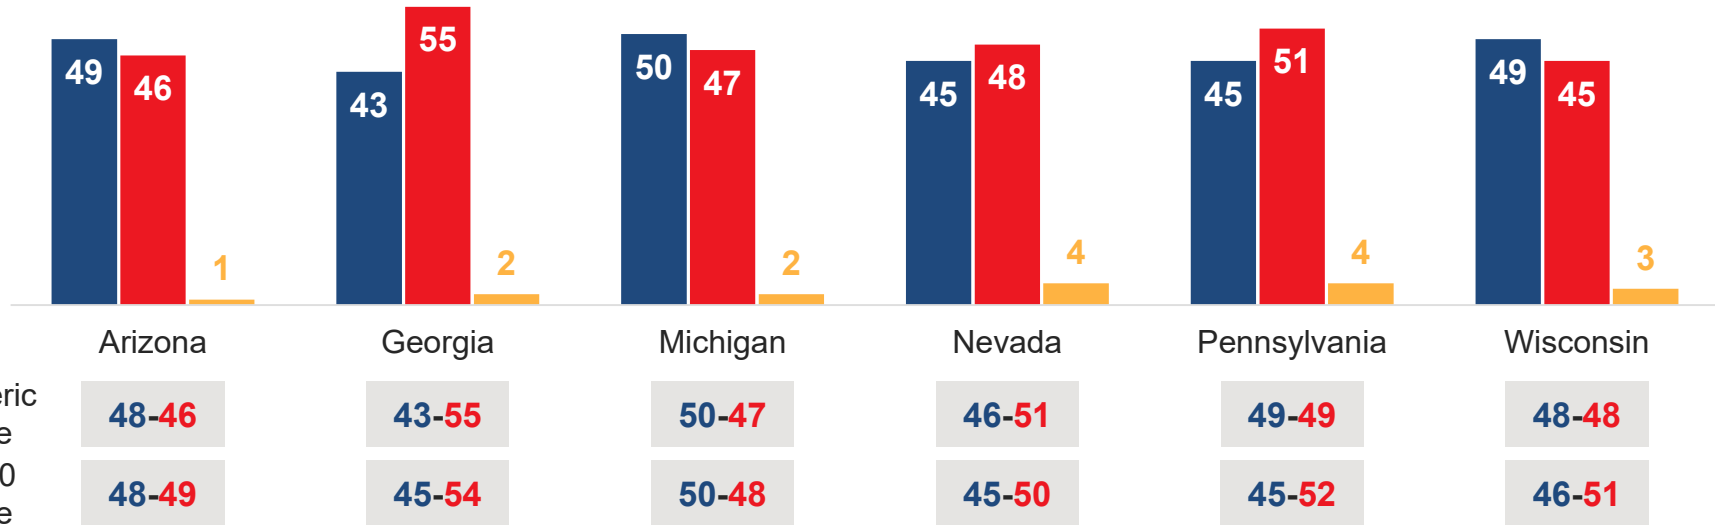 49 46 1 43 55 2 50 47 2 45 48 4 45 51 4 49 45 3
Arizona Georgia Michigan Nevada Pennsylvania Wisconsin
48-46 43-55 50-47 46-51 49-49 48-48
48-49 45-54 50-48 45-50 45-52 46-51